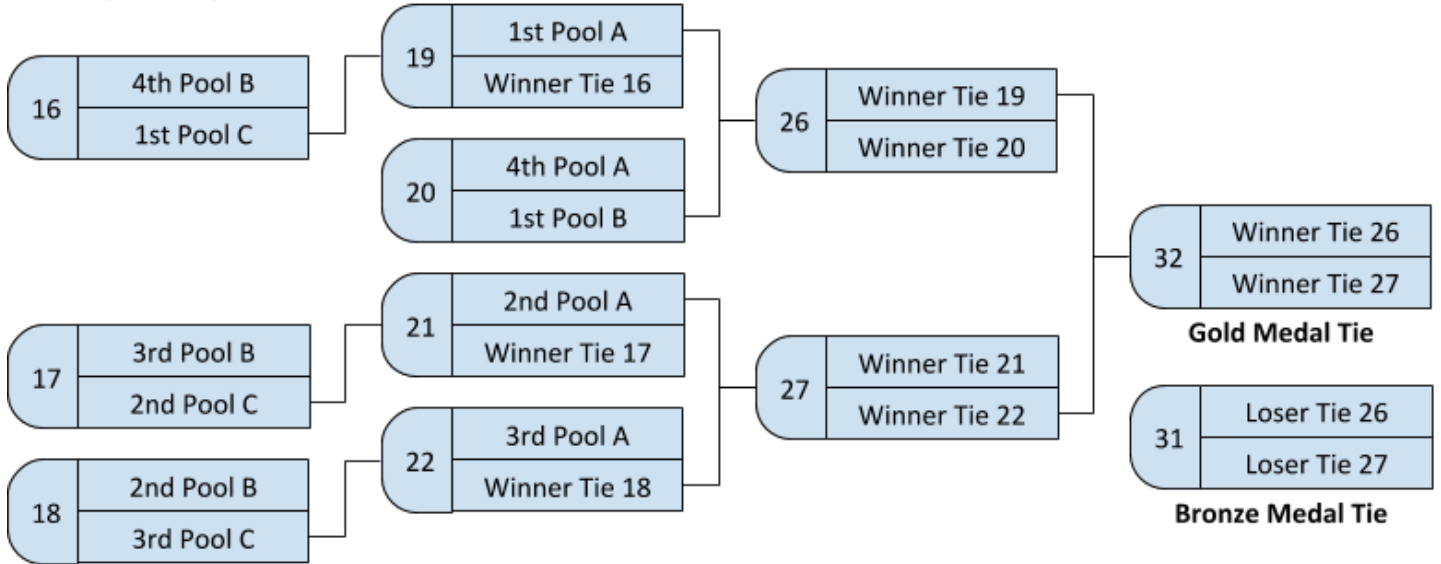 16
4th Pool B
1st Pool C
17
3rd Pool B
2nd Pool C
18
2nd Pool B
3rd Pool C
19
1st Pool A
Winner Tie 16
20
4th Pool A
1st Pool B
21
2nd Pool A
Winner Tie 17
22
3rd Pool A
Winner Tie 18
26
Winner Tie 19
Winner Tie 20
27
Winner Tie 21
Winner Tie 22
32
Winner Tie 26
Winner Tie 27
Gold Medal Tie
31
Loser Tie 26
Loser Tie 27
Bronze Medal Tie